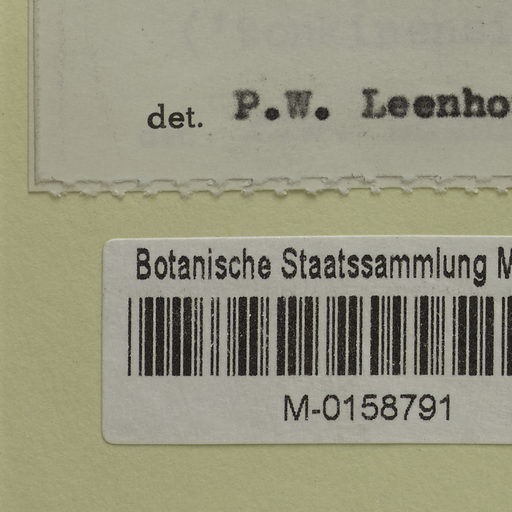 det. P.W. Leenho
Botanische Staatssammlung M
M-0158791